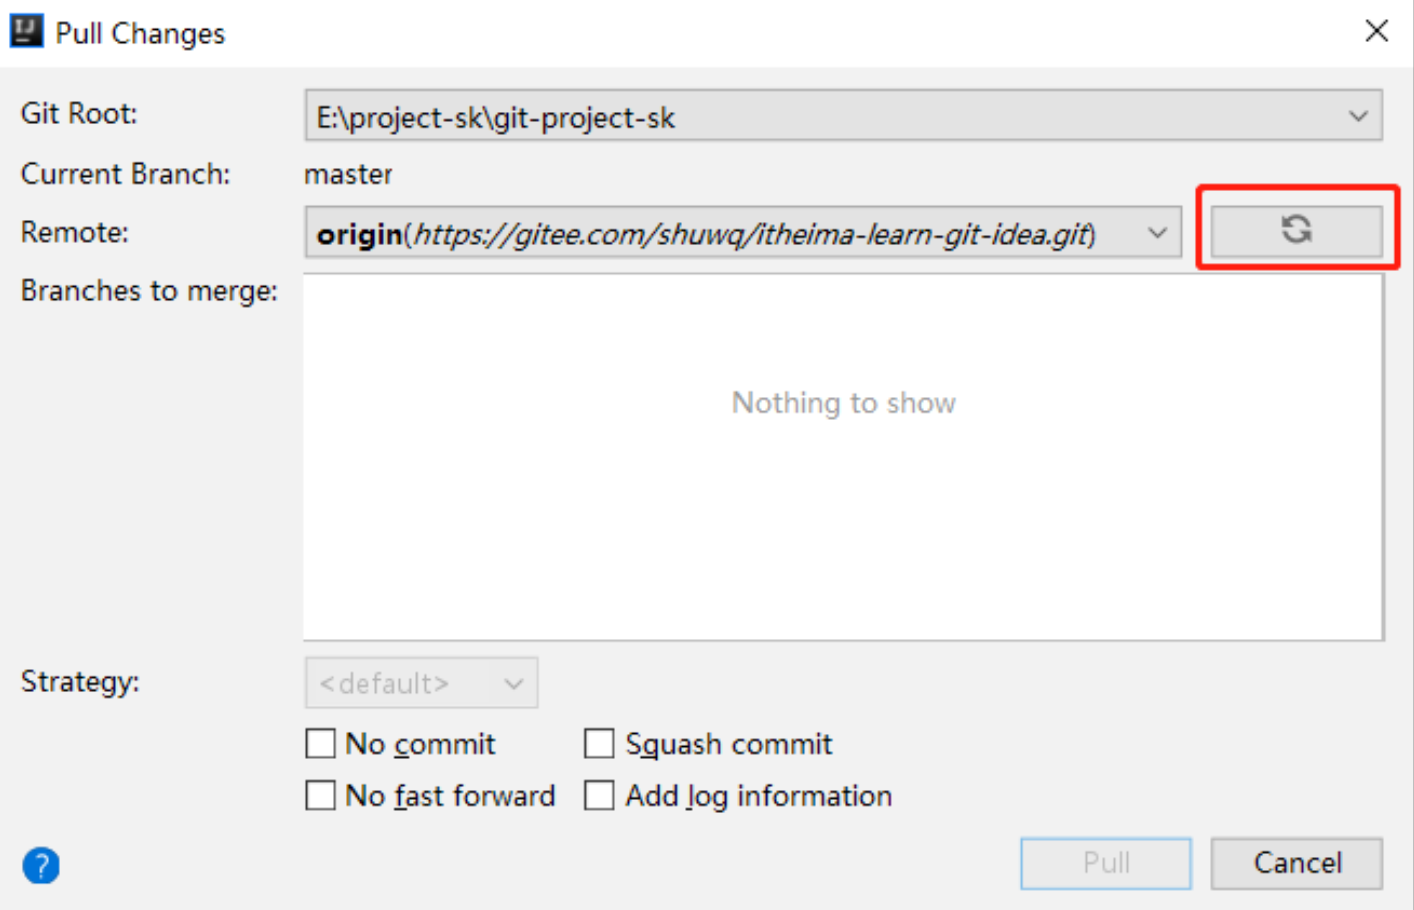 Pull Changes
Git Root:
E:\project-sk\git-project-sk
Current Branch:
master
Remote:
origin(https://gitee.com/shuwq/itheima-learn-git-idea.git)
Branches to merge:
Nothing to show
Strategy:
<default>
No commit
Squash commit
No fast forward
Add log information
?
Pull
Cancel